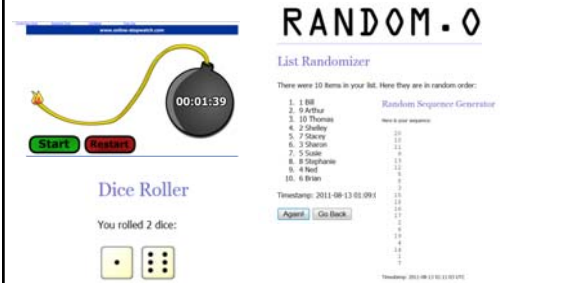 www.online-stopwatch.com
00:01:39
Start
Restart
Dice Roller
You rolled 2 dice:
RANDOM.O
List Randomizer
There were 10 items in your list. Here they are in random order:
1. 1 Bill
2. 9 Arthur
3. 10 Thomas
4. 2 Shelley
5. 7 Stacey
6. 3 Sharon
7. 5 Susie
8. 8 Stephanie
9. 4 Ned
10. 6 Brian
Timestamp: 2011-08-13 01:09:
Again!
Go Back
Random Sequence Generator
Here is your sequence: